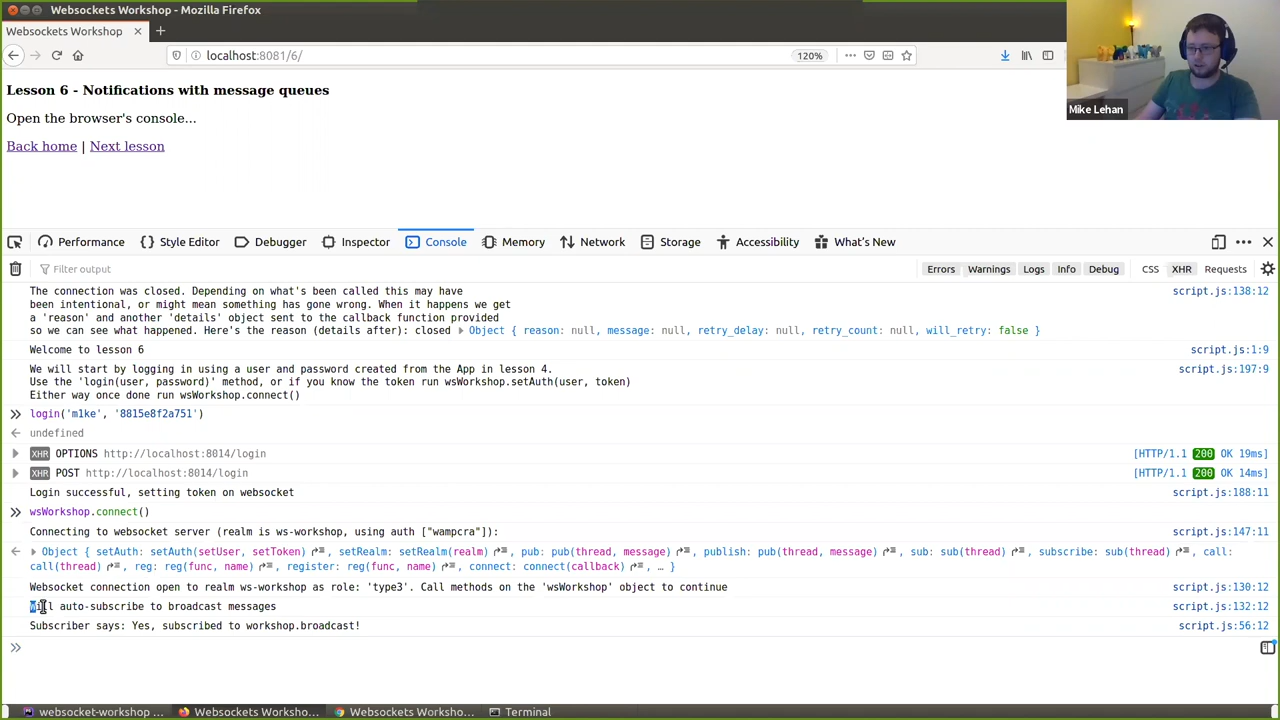 Websockets Workshop - Mozilla Firefox
Websockets Workshop
localhost:8081/6/
120%
Mike Lehan
Lesson 6 - Notifications with message queues
Open the browser's console...
Back home | Next lesson
Performance Style Editor Debugger Inspector Console Memory Network Storage Accessibility What's New
Filter output Errors Warnings Logs Info Debug CSS XHR Requests
The connection was closed. Depending on what's been called this may have script.js:138:12
been intentional, or might mean something has gone wrong. When it happens we get
a 'reason' and another 'details' object sent to the callback function provided
so we can see what happened. Here's the reason (details after): closed Object { reason: null, message: null, retry_delay: null, retry_count: null, will_retry: false }
Welcome to lesson 6 script.js:1:9
We will start by logging in using a user and password created from the App in lesson 4. script.js:197:9
Use the 'login(user, password)' method, or if you know the token run wsWorkshop.setAuth(user, token)
Either way once done run wsWorkshop.connect()
login('m1ke', '8815e8f2a751')
undefined
XHR OPTIONS http://localhost:8014/login [HTTP/1.1 200 OK 19ms]
XHR POST http://localhost:8014/login [HTTP/1.1 200 OK 14ms]
Login successful, setting token on websocket script.js:188:11
wsWorkshop.connect()
Connecting to websocket server (realm is ws-workshop, using auth ["wampcra"]): script.js:147:11
Object { setAuth: setAuth(setUser, setToken), setRealm: setRealm(realm), pub: pub(thread, message), publish: pub(thread, message), sub: sub(thread), subscribe: sub(thread), call:
call(thread), reg: reg(func, name), register: reg(func, name), connect: connect(callback), … }
Websocket connection open to realm ws-workshop as role: 'type3'. Call methods on the 'wsWorkshop' object to continue script.js:130:12
Will auto-subscribe to broadcast messages script.js:132:12
Subscriber says: Yes, subscribed to workshop.broadcast! script.js:56:12
websocket-workshop ... Websockets Worksho... Websockets Worksho... Terminal